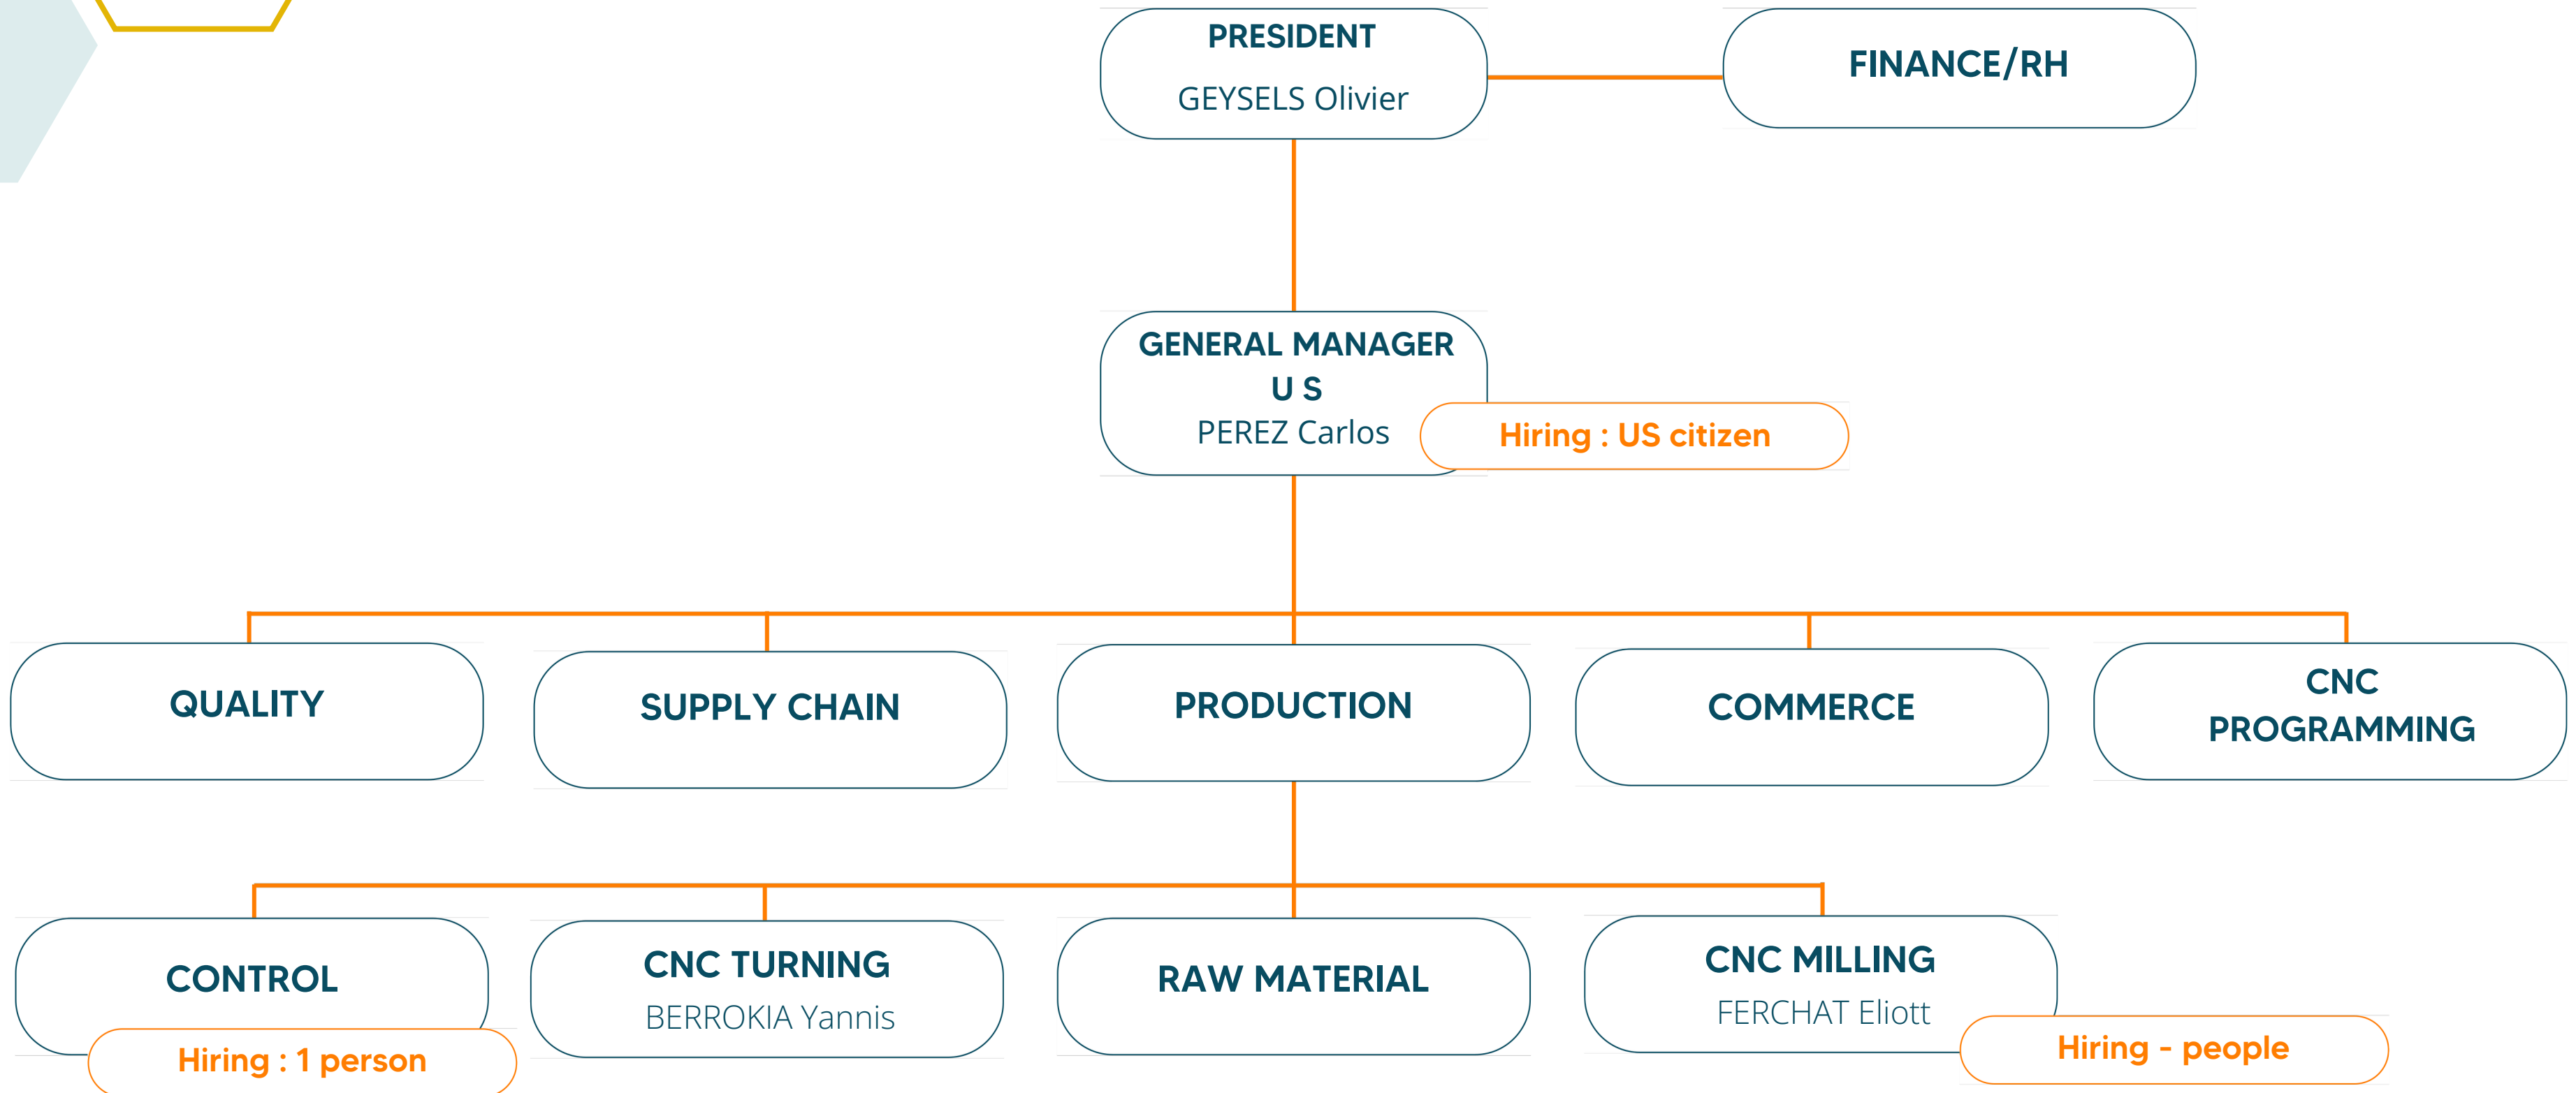 PRESIDENT
GEYSELS Olivier
FINANCE/RH
GENERAL MANAGER
U S
PEREZ Carlos
Hiring : US citizen
QUALITY
SUPPLY CHAIN
PRODUCTION
COMMERCE
CNC
PROGRAMMING
CONTROL
Hiring : 1 person
CNC TURNING
BERROKIA Yannis
RAW MATERIAL
CNC MILLING
FERCHAT Eliott
Hiring - people